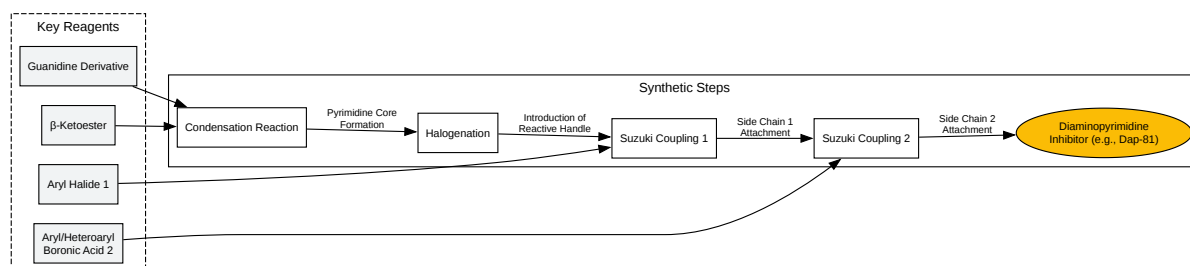 Key Reagents
Guanidine Derivative
β-Ketoester
Aryl Halide 1
Aryl/Heteroaryl
Boronic Acid 2
Synthetic Steps
Condensation Reaction
Pyrimidine Core
Formation
Halogenation
Introduction of
Reactive Handle
Suzuki Coupling 1
Side Chain 1
Attachment
Suzuki Coupling 2
Side Chain 2
Attachment
Diaminopyrimidine
Inhibitor (e.g., Dap-81)